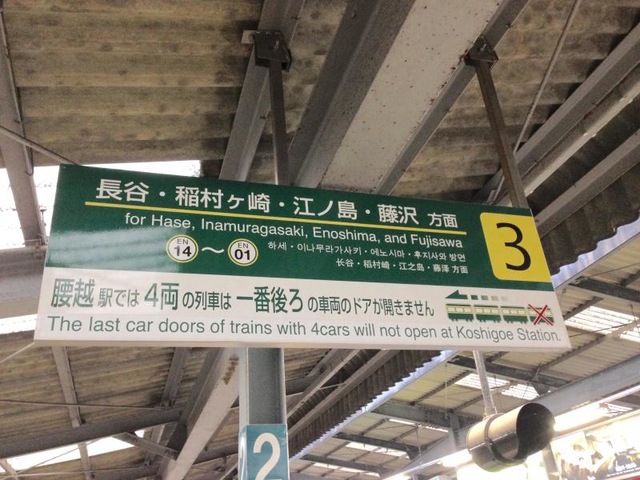 長谷・稲村ヶ崎・江ノ島・藤沢 方面
for Hase, Inamuragasaki, Enoshima, and Fujisawa
EN 14 〜 EN 01
하세・이나무라가사키・에노시마・후지사와 방면
长谷・稻村崎・江之岛・藤泽 方面
3
腰越 駅では 4両 の列車は 一番後ろ の車両のドアが開きません
The last car doors of trains with 4cars will not open at Koshigoe Station.
2